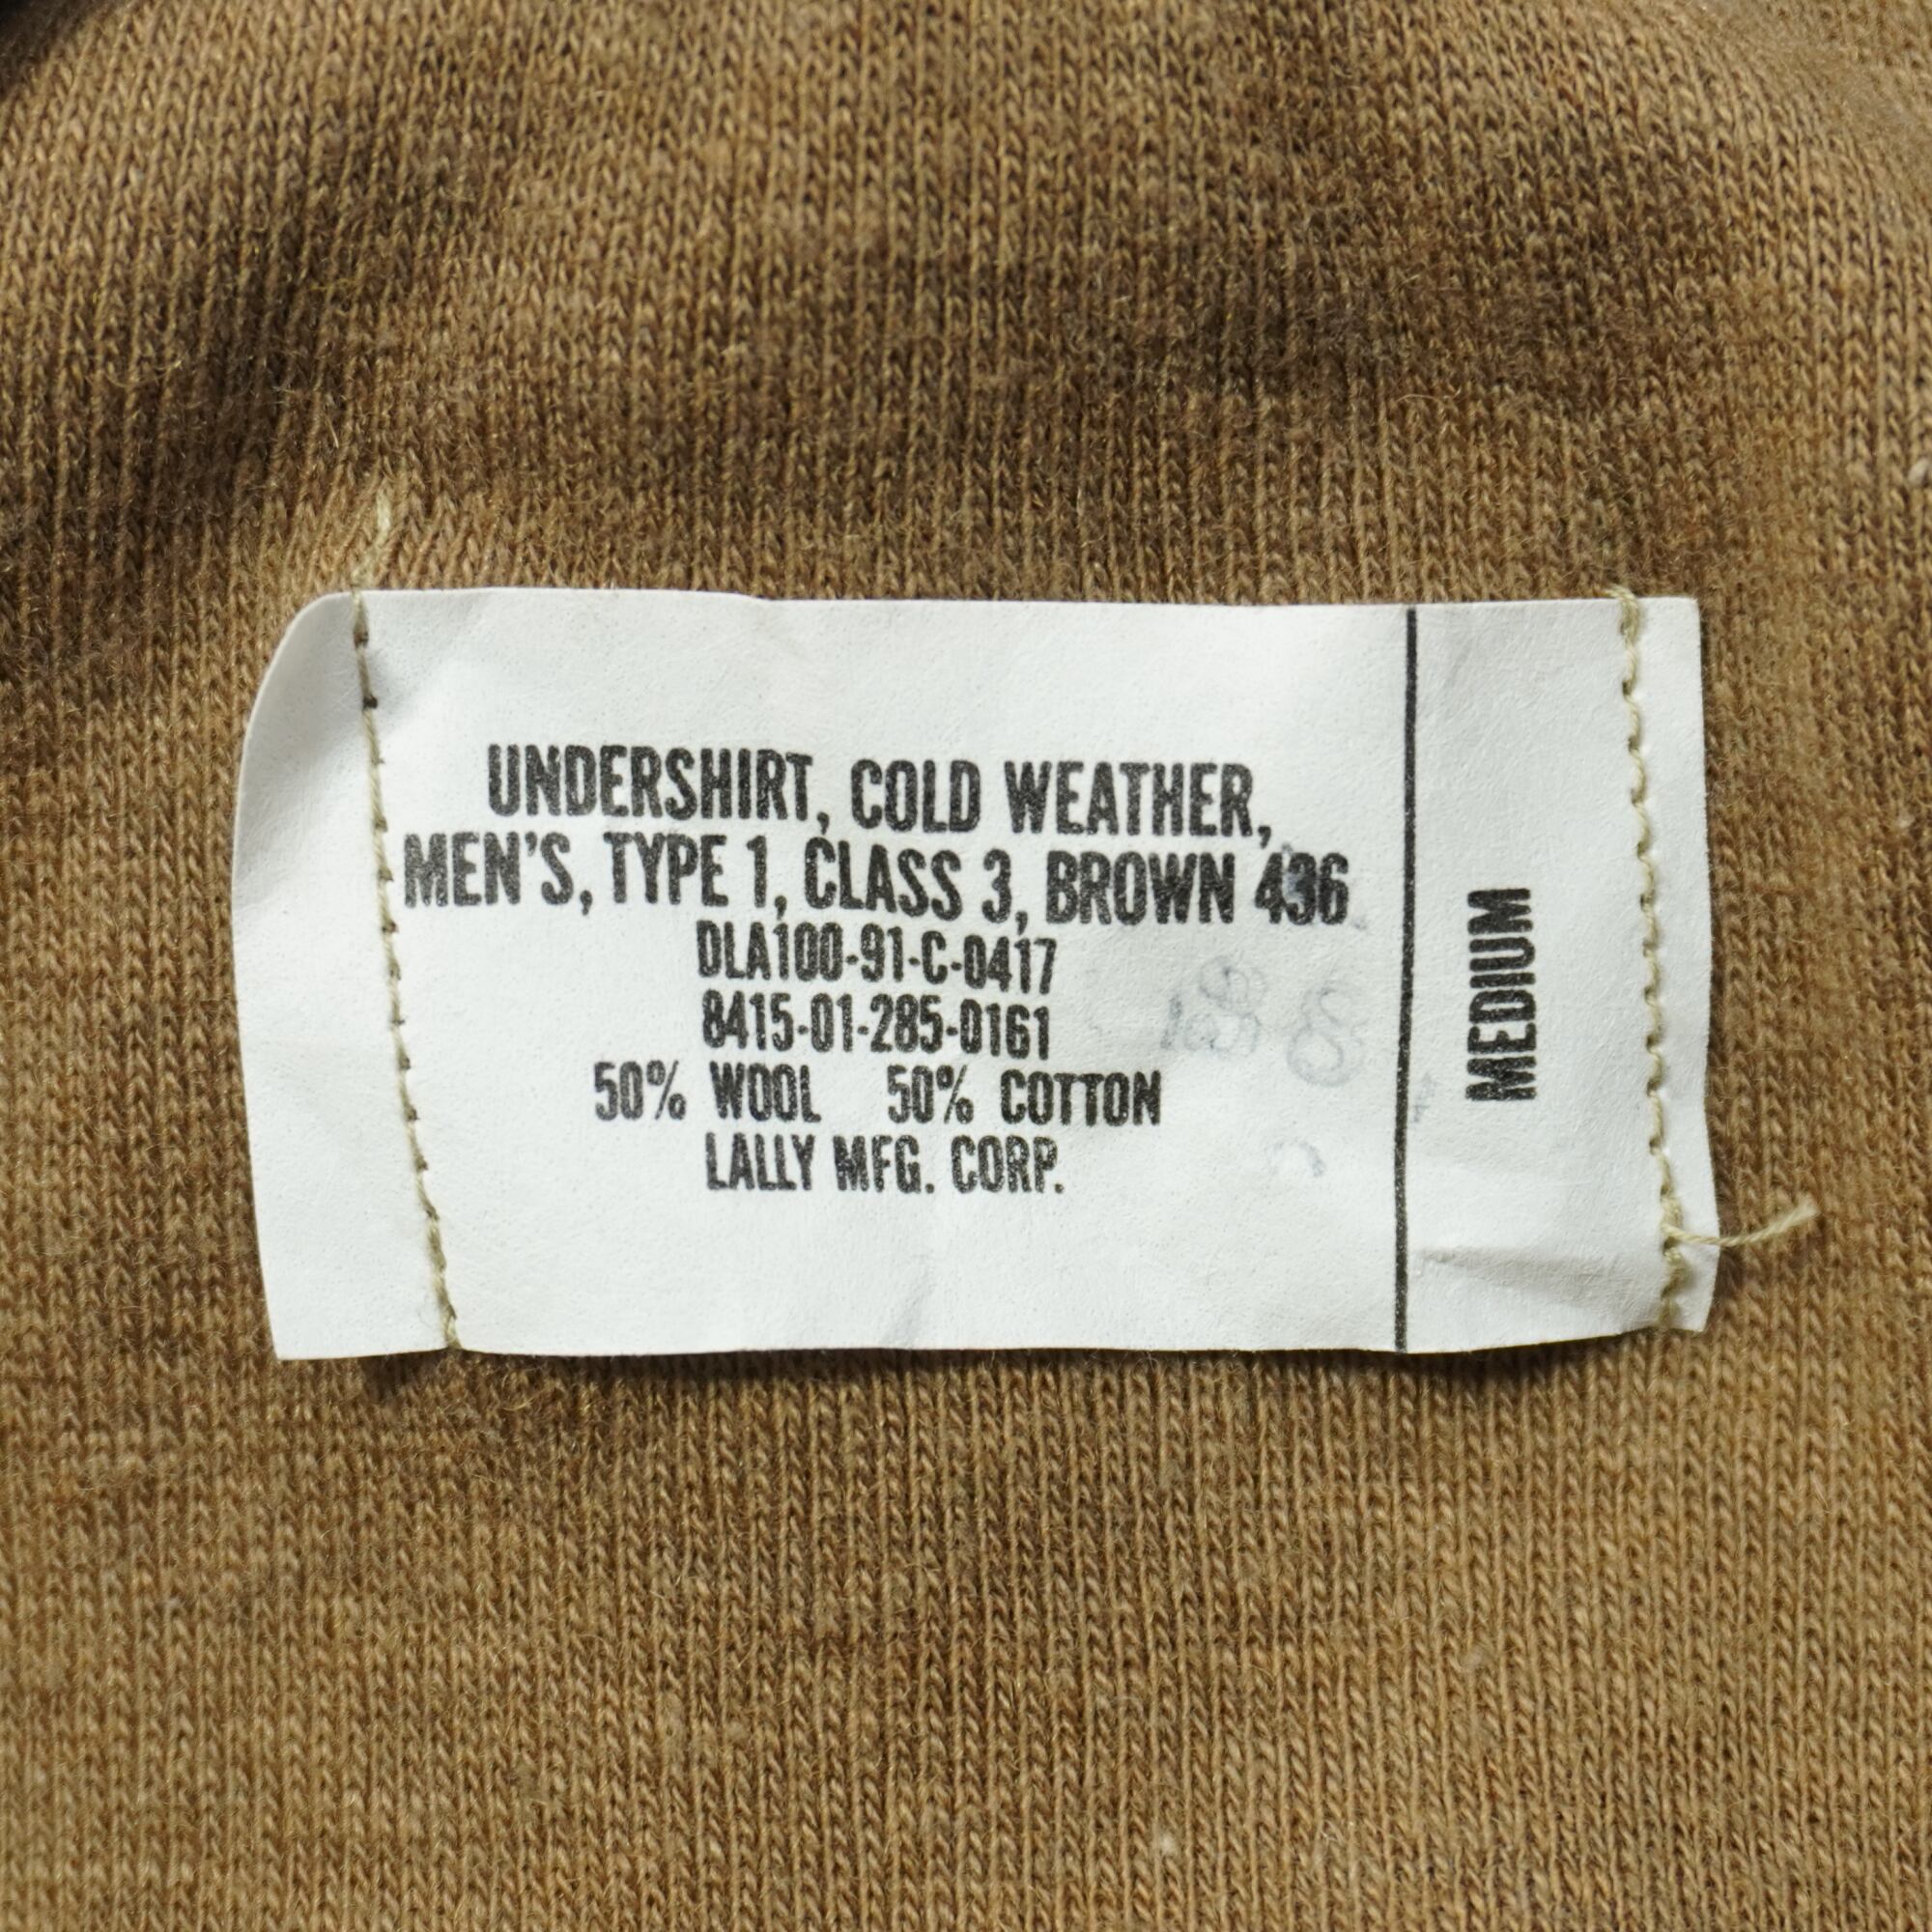 UNDERSHIRT, COLD WEATHER,
MEN'S, TYPE 1, CLASS 3, BROWN 436
DLA100-91-C-0417
8415-01-285-0161
50% WOOL 50% COTTON
LALLY MFG. CORP.
MEDIUM